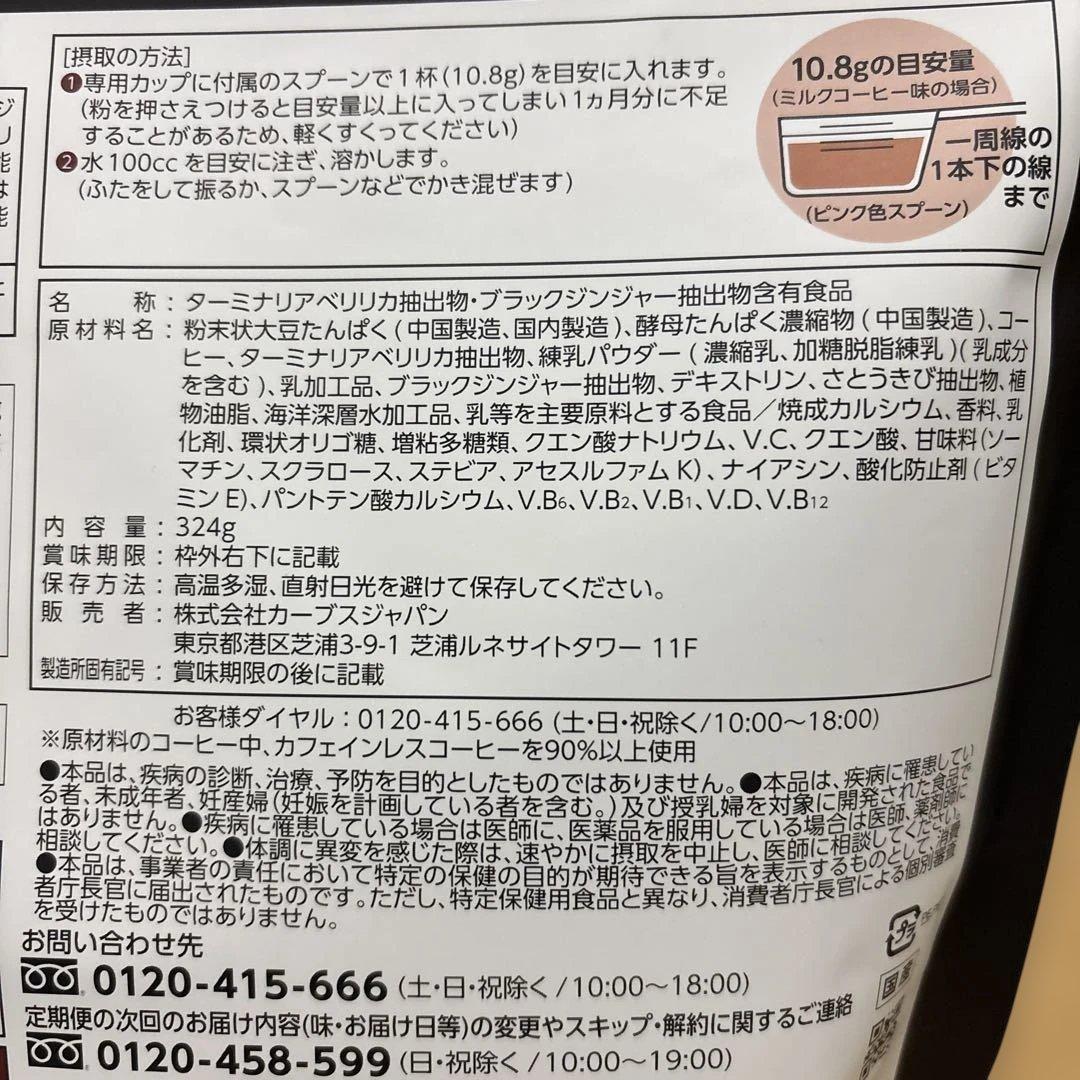 [摂取の方法]
❶専用カップに付属のスプーンで1杯(10.8g)を目安に入れます。
(粉を押さえつけると目安量以上に入ってしまい1ヵ月分に不足
することがあるため、軽くすくってください)
❷水100ccを目安に注ぎ、溶かします。
(ふたをして振るか、スプーンなどでかき混ぜます)
10.8gの目安量
(ミルクコーヒー味の場合)
一周線の
1本下の線
まで
(ピンク色スプーン)
名 称:ターミナリアベリリカ抽出物・ブラックジンジャー抽出物含有食品
原材料名:粉末状大豆たんぱく(中国製造、国内製造)、酵母たんぱく濃縮物(中国製造)、コー
ヒー、ターミナリアベリリカ抽出物、練乳パウダー(濃縮乳、加糖脱脂練乳)(乳成分
を含む)、乳加工品、ブラックジンジャー抽出物、デキストリン、さとうきび抽出物、植
物油脂、海洋深層水加工品、乳等を主要原料とする食品/焼成カルシウム、香料、乳
化剤、環状オリゴ糖、増粘多糖類、クエン酸ナトリウム、V.C、クエン酸、甘味料(ソー
マチン、スクラロース、ステビア、アセスルファムK)、ナイアシン、酸化防止剤(ビタ
ミンE)、パントテン酸カルシウム、V.B6、V.B2、V.B1、V.D、V.B12
内容量:324g
賞味期限:枠外右下に記載
保存方法:高温多湿、直射日光を避けて保存してください。
販売者:株式会社カーブスジャパン
東京都港区芝浦3-9-1 芝浦ルネサイトタワー 11F
製造所固有記号:賞味期限の後に記載
お客様ダイヤル:0120-415-666 (土・日・祝除く/10:00〜18:00)
※原材料のコーヒー中、カフェインレスコーヒーを90%以上使用
●本品は、疾病の診断、治療、予防を目的としたものではありません。●本品は、疾病に罹患してい
る者、未成年者、妊産婦(妊娠を計画している者を含む。)及び授乳婦を対象に開発された食品で
はありません。●疾病に罹患している場合は医師に、医薬品を服用している場合は医師、薬剤師に
相談してください。●体調に異変を感じた際は、速やかに摂取を中止し、医師に相談してください。
●本品は、事業者の責任において特定の保健の目的が期待できる旨を表示するものとして、消費
者庁長官に届出されたものです。ただし、特定保健用食品と異なり、消費者庁長官による個別審査
を受けたものではありません。
プラ
国産
お問い合わせ先
0120-415-666 (土・日・祝除く/10:00〜18:00)
定期便の次回のお届け内容(味・お届け日等)の変更やスキップ・解約に関するご連絡
0120-458-599 (日・祝除く/10:00〜19:00)